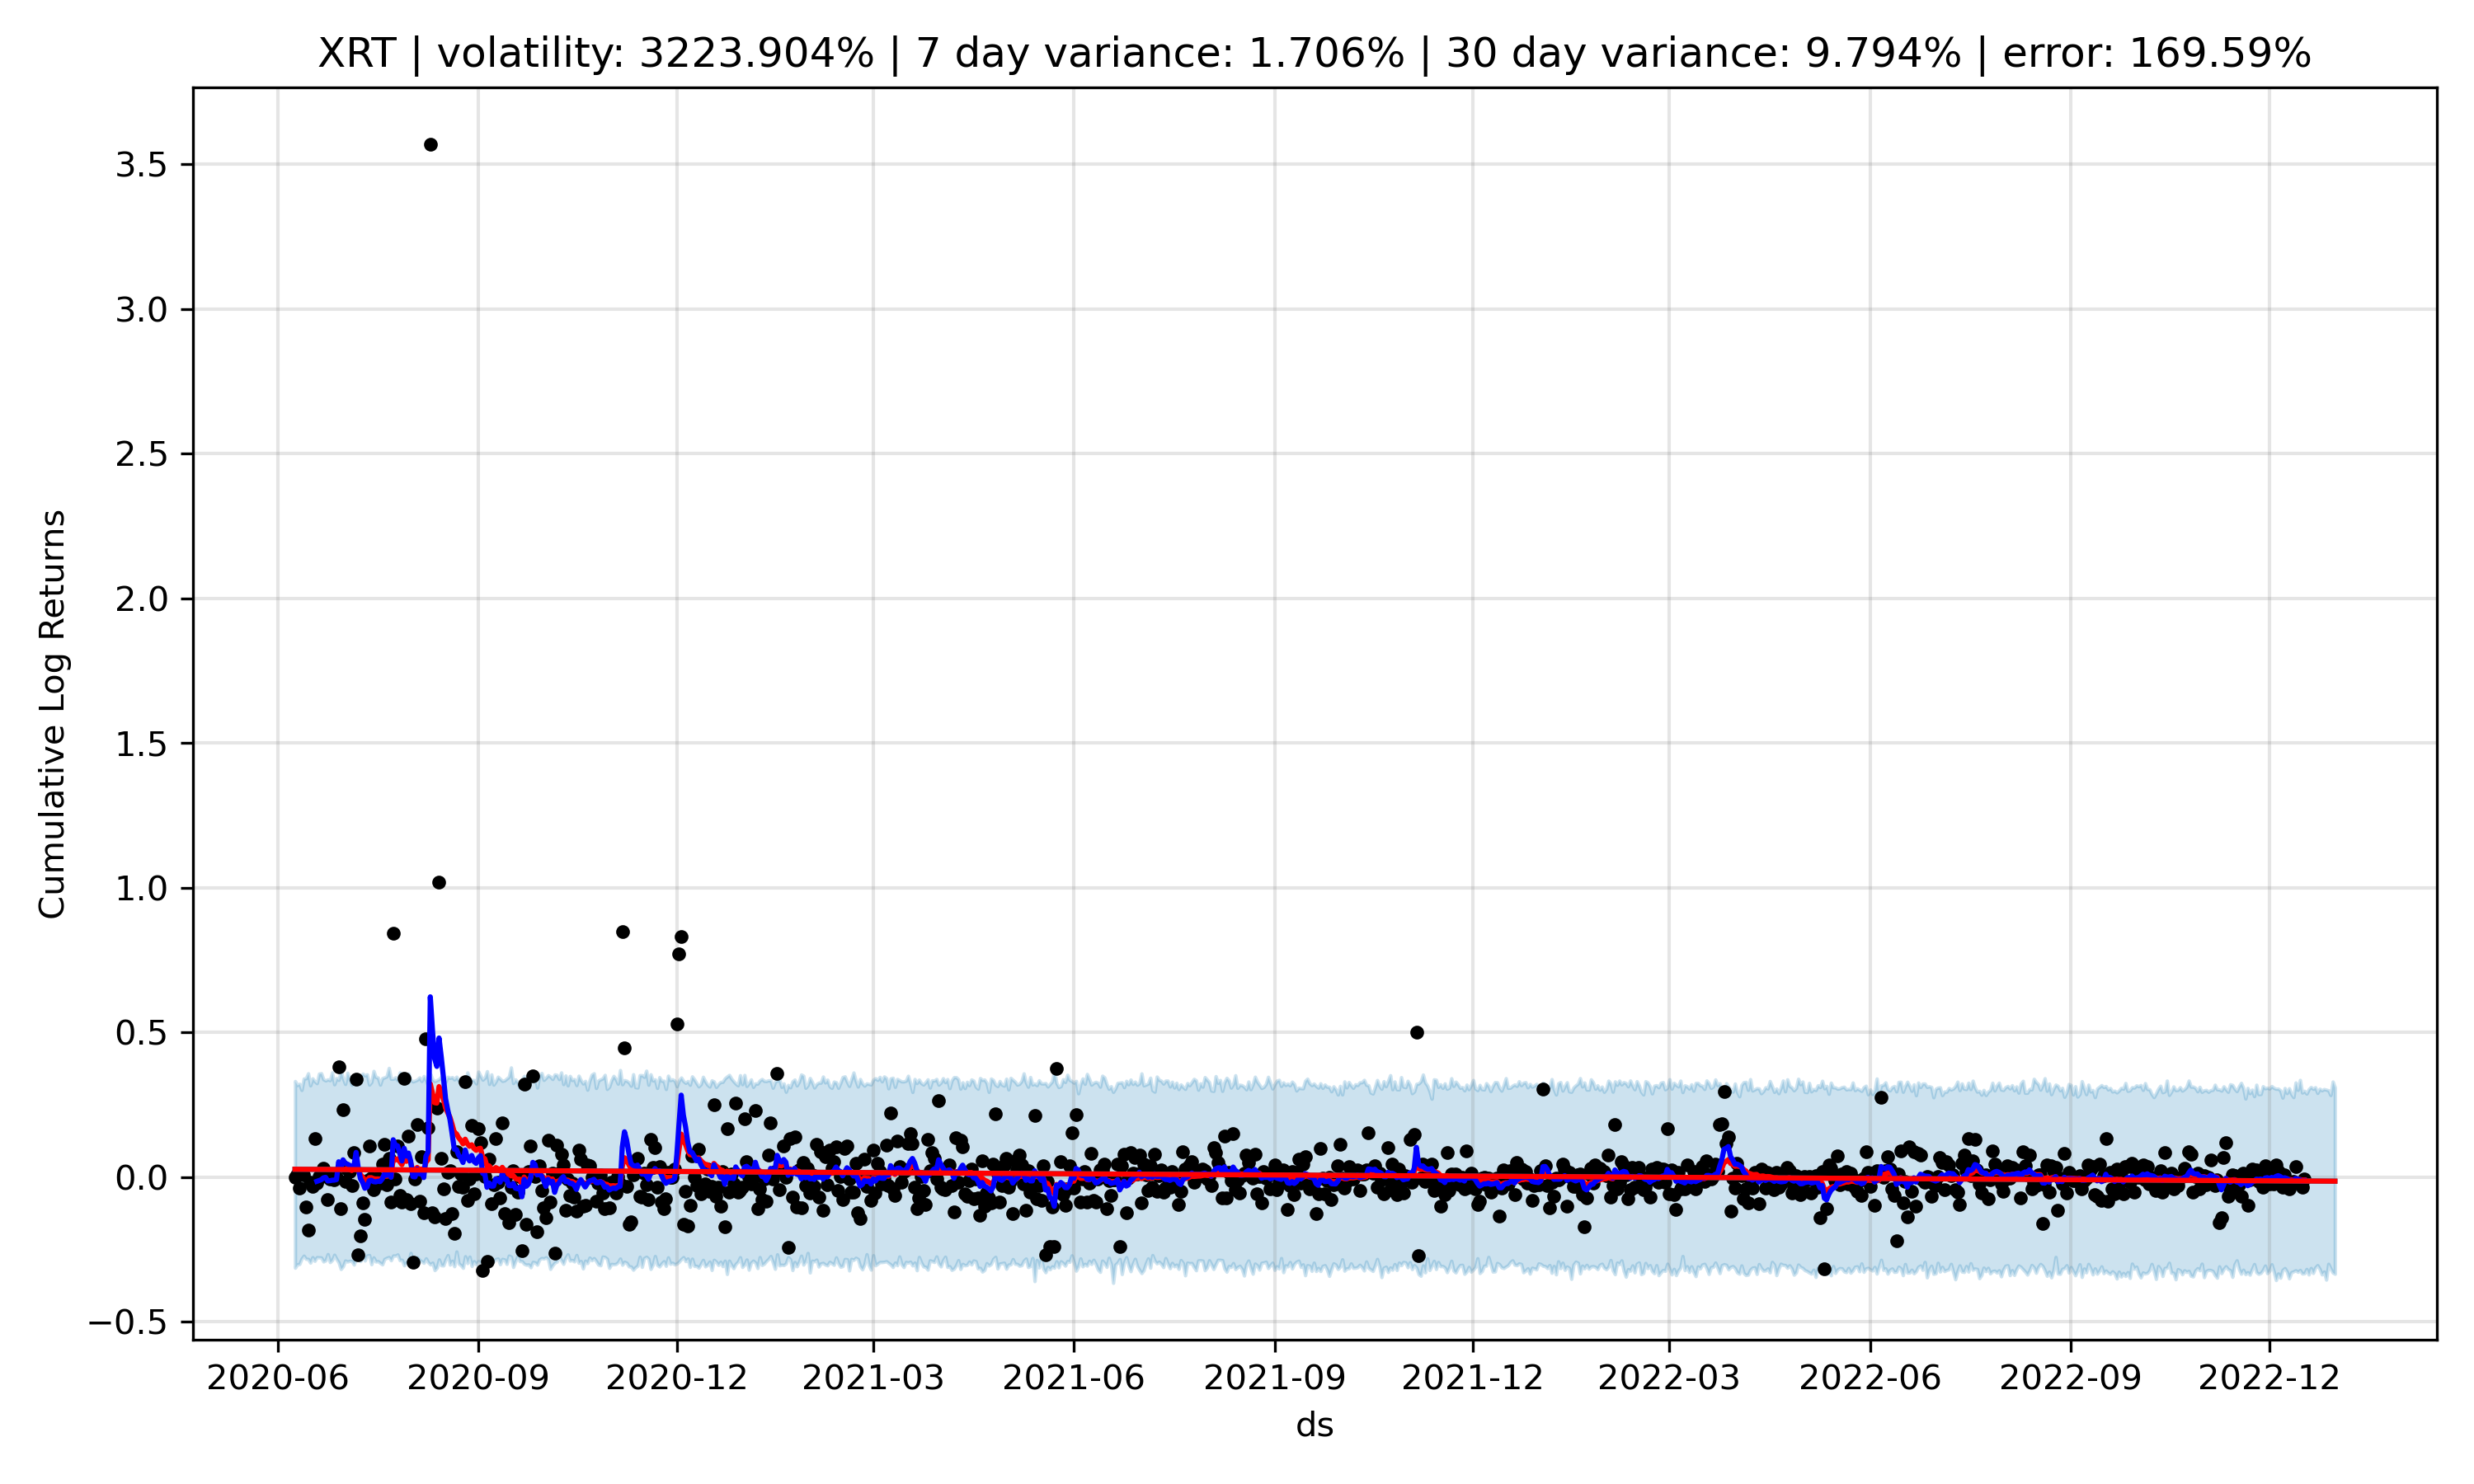 XRT | volatility: 3223.904% | 7 day variance: 1.706% | 30 day variance: 9.794% | error: 169.59%
Cumulative Log Returns
3.5
3.0
2.5
2.0
1.5
1.0
0.5
0.0
−0.5
2020-06 2020-09 2020-12 2021-03 2021-06 2021-09 2021-12 2022-03 2022-06 2022-09 2022-12
ds